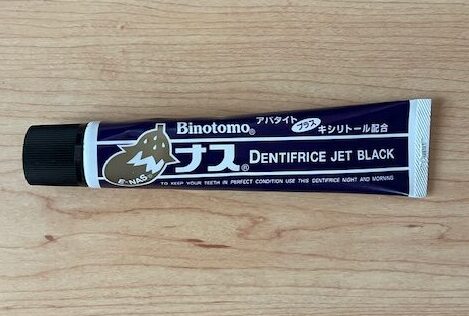 Binotomo®
アパタイト
プラス
キシリトール配合
E-NAS
ナス® DENTIFRICE JET BLACK
TO KEEP YOUR TEETH IN PERFECT CONDITION USE THIS DENTIFRICE NIGHT AND MORNING